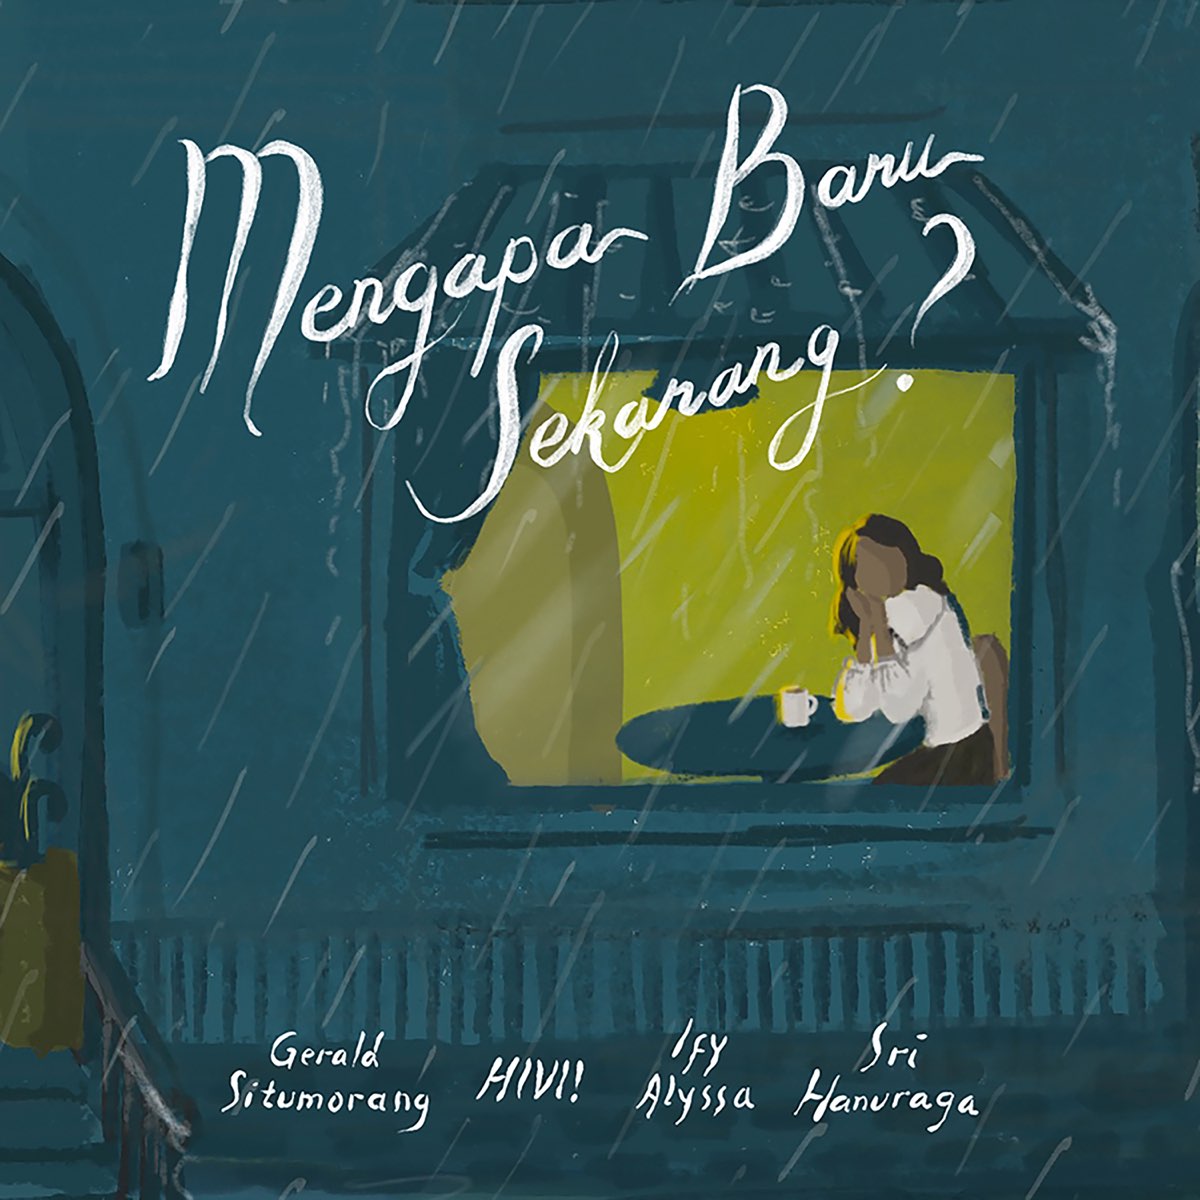 Mengapa Baru
Sekarang?
Gerald
Situmorang
HIVI!
Ify
Alyssa
Sri
Hanuraga